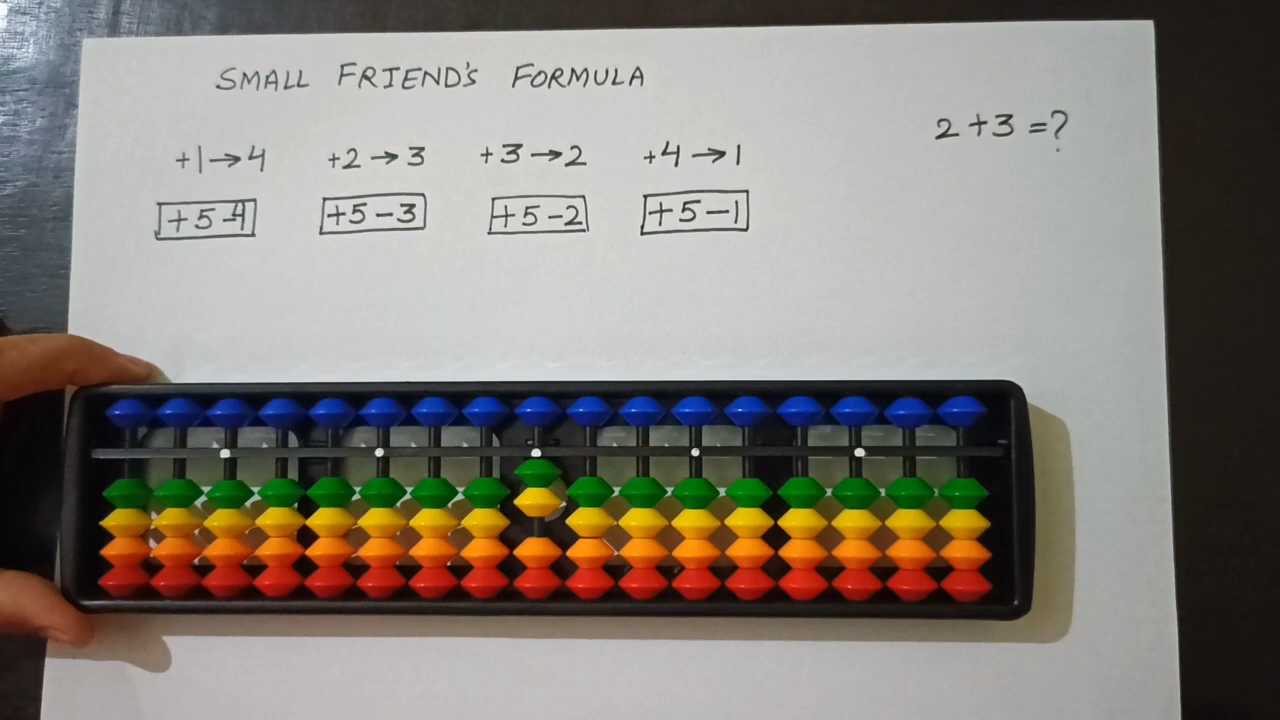 SMALL FRIEND'S FORMULA
2+3=?
+1→4 +2→3 +3→2 +4→1
+5-4 +5-3 +5-2 +5-1